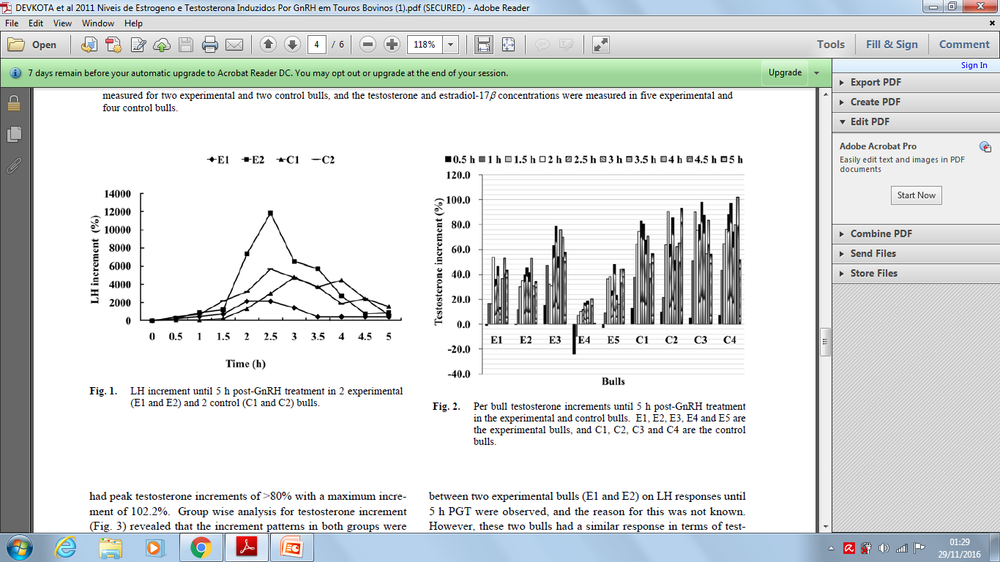 DEVKOTA et al 2011 Niveis de Estrogeno e Testosterona Induzidos Por GnRH em Touros Bovinos (1).pdf (SECURED) - Adobe Reader
File Edit View Window Help
Open 4 / 6 118% Tools Fill & Sign Comment
7 days remain before your automatic upgrade to Acrobat Reader DC. You may opt out or upgrade at the end of your session. Upgrade
Sign In
Export PDF
Create PDF
Edit PDF
Adobe Acrobat Pro
Easily edit text and images in PDF
documents
Start Now
Combine PDF
Send Files
Store Files
measured for two experimental and two control bulls, and the testosterone and estradiol-17β concentrations were measured in five experimental and
four control bulls.
E1 E2 C1 C2
14000
12000
10000
8000
6000
4000
2000
0
LH increment (%)
0 0.5 1 1.5 2 2.5 3 3.5 4 4.5 5
Time (h)
Fig. 1. LH increment until 5 h post-GnRH treatment in 2 experimental
(E1 and E2) and 2 control (C1 and C2) bulls.
0.5 h 1 h 1.5 h 2 h 2.5 h 3 h 3.5 h 4 h 4.5 h 5 h
120.0
100.0
80.0
60.0
40.0
20.0
0.0
-20.0
-40.0
Testosterone increment (%)
E1 E2 E3 E4 E5 C1 C2 C3 C4
Bulls
Fig. 2. Per bull testosterone increments until 5 h post-GnRH treatment
in the experimental and control bulls. E1, E2, E3, E4 and E5 are
the experimental bulls, and C1, C2, C3 and C4 are the control
bulls.
had peak testosterone increments of >80% with a maximum incre-
ment of 102.2%. Group wise analysis for testosterone increment
(Fig. 3) revealed that the increment patterns in both groups were
between two experimental bulls (E1 and E2) on LH responses until
5 h PGT were observed, and the reason for this was not known.
However, these two bulls had a similar response in terms of test-
01:29
29/11/2016